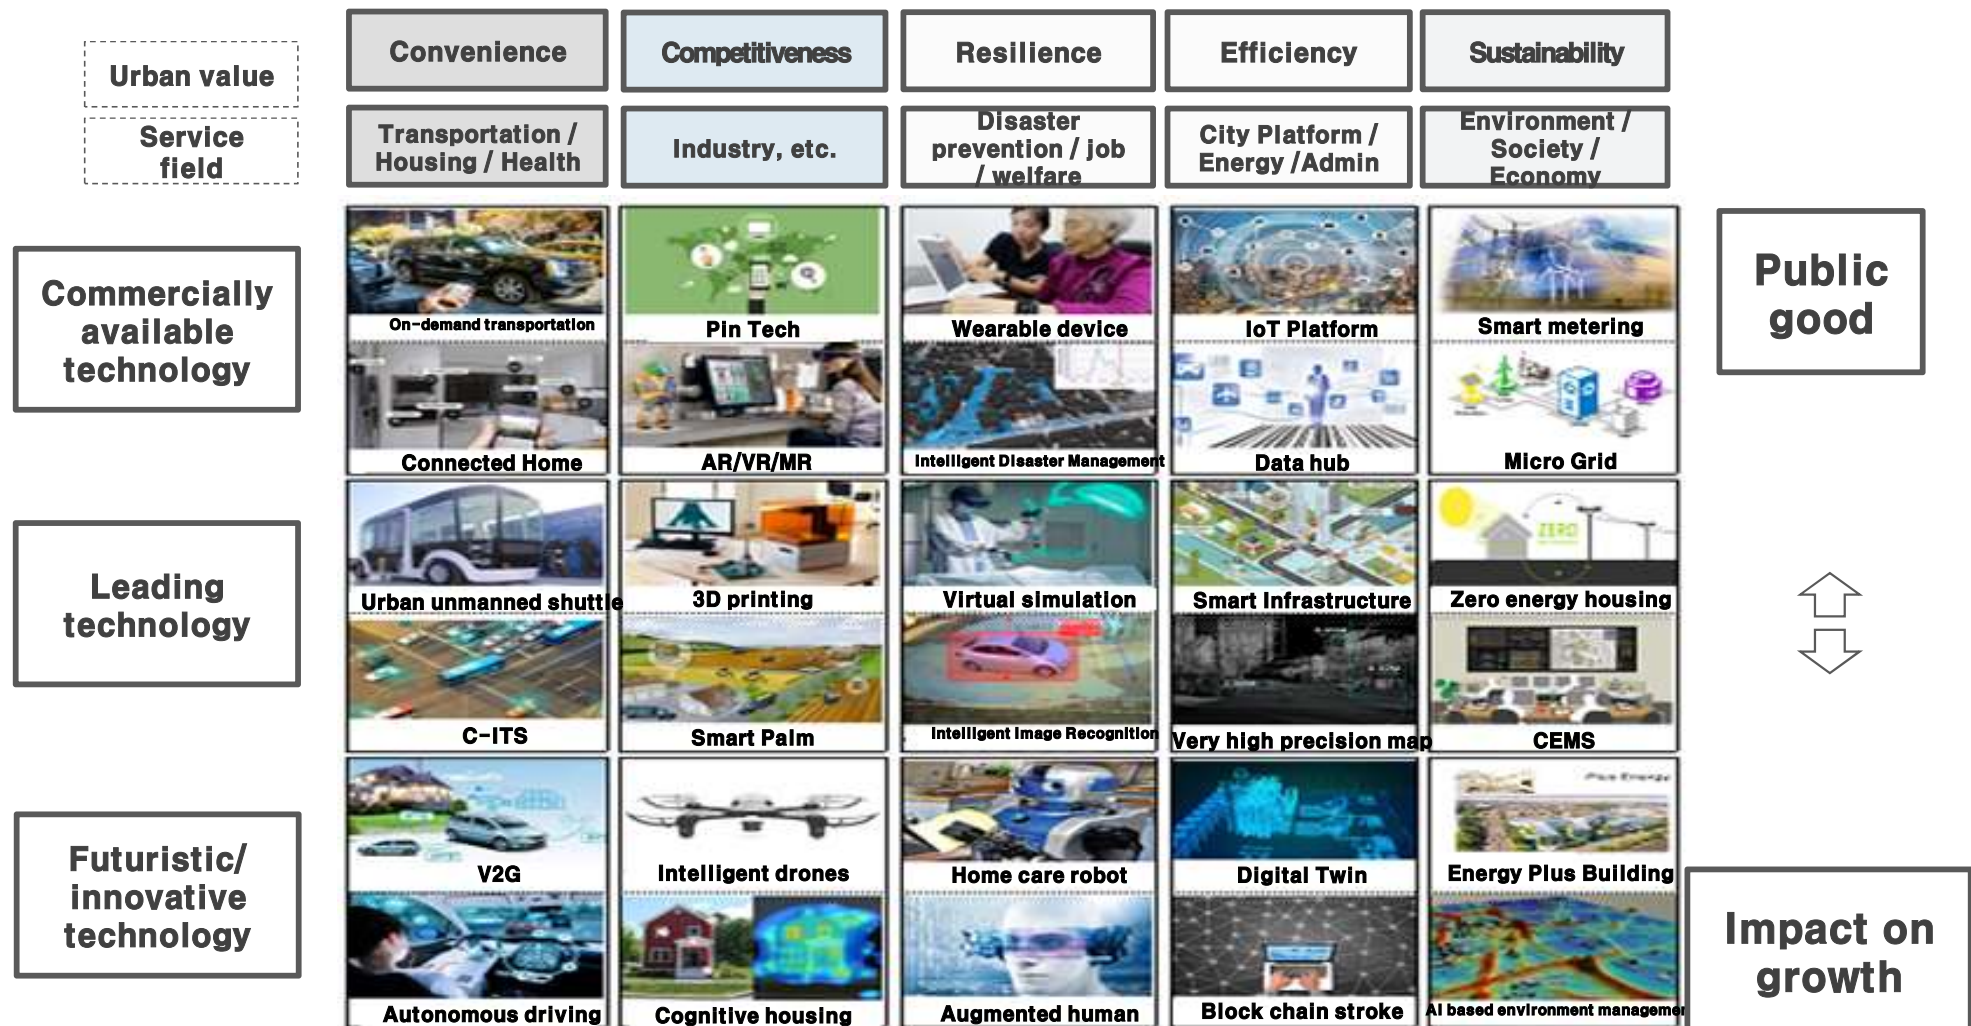 Urban value
Convenience
Competitiveness
Resilience
Efficiency
Sustainability
Service
field
Transportation /
Housing / Health
Industry, etc.
Disaster
prevention / job
/ welfare
City Platform /
Energy /Admin
Environment /
Society /
Economy
Commercially
available
technology
On-demand transportation
Pin Tech
Wearable device
IoT Platform
Smart metering
Connected Home
AR/VR/MR
Intelligent Disaster Management
Data hub
Micro Grid
Public
good
Leading
technology
ZERO
Urban unmanned shuttle
3D printing
Virtual simulation
Smart Infrastructure
Zero energy housing
C-ITS
Smart Palm
Intelligent Image Recognition
Very high precision map
CEMS
Futuristic/
innovative
technology
Plus Energy
V2G
Intelligent drones
Home care robot
Digital Twin
Energy Plus Building
Autonomous driving
Cognitive housing
Augmented human
Block chain stroke
AI based environment managemer
Impact on
growth